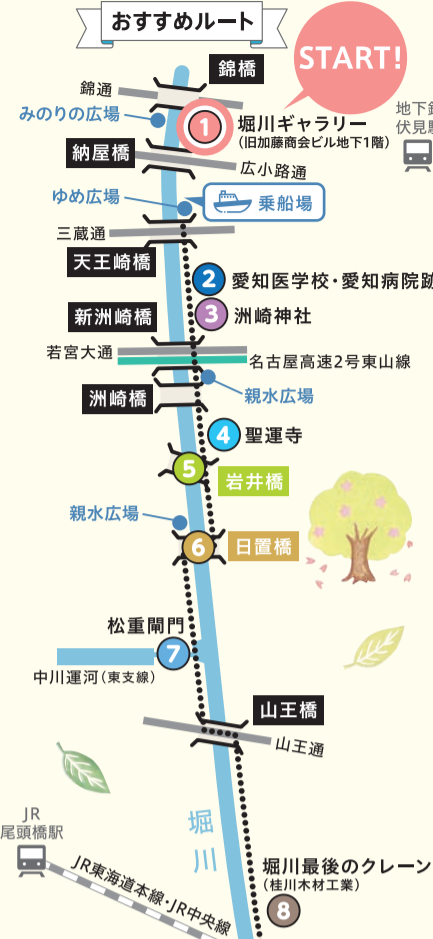 おすすめルート
START!
錦橋
錦通
みのりの広場
1
堀川ギャラリー
(旧加藤商会ビル地下1階)
地下鉄
伏見駅
納屋橋
広小路通
ゆめ広場
乗船場
三蔵通
天王崎橋
2
愛知医学校・愛知病院跡
新洲崎橋
3
洲崎神社
若宮大通
名古屋高速2号東山線
洲崎橋
親水広場
4
聖運寺
5
岩井橋
親水広場
6
日置橋
松重閘門
7
中川運河(東支線)
山王橋
山王通
堀川
JR
尾頭橋駅
JR東海道本線・JR中央線
堀川最後のクレーン
(桂川木材工業)
8